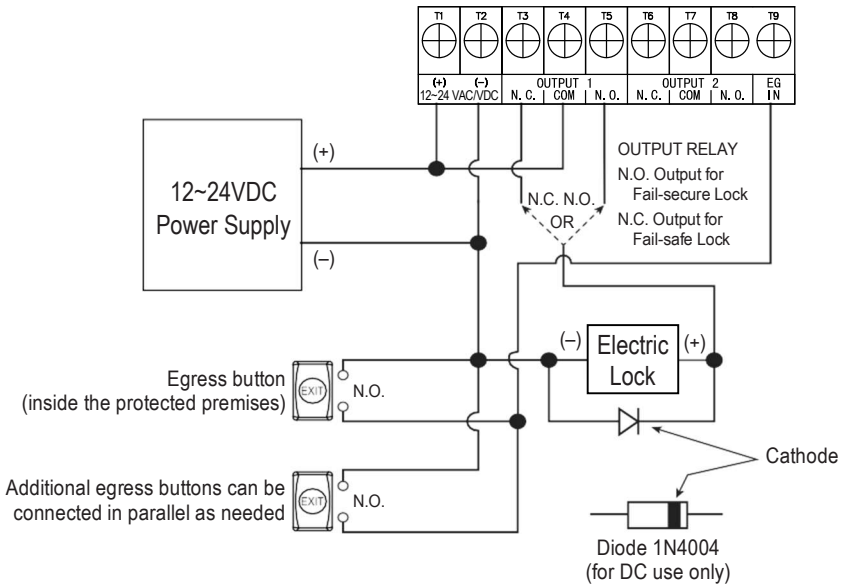 T1 T2 T3 T4 T5 T6 T7 T8 T9
(+) (–) OUTPUT 1 OUTPUT 2 EG
12~24 VAC/VDC N. C. COM N. O. N. C. COM N. O. IN
12~24VDC
Power Supply
(+)
(–)
OUTPUT RELAY
N.O. Output for
Fail-secure Lock
N.C. Output for
Fail-safe Lock
N.C. N.O.
OR
(–) Electric (+)
Lock
Egress button
(inside the protected premises)
EXIT
N.O.
Cathode
Additional egress buttons can be
connected in parallel as needed
EXIT
N.O.
Diode 1N4004
(for DC use only)